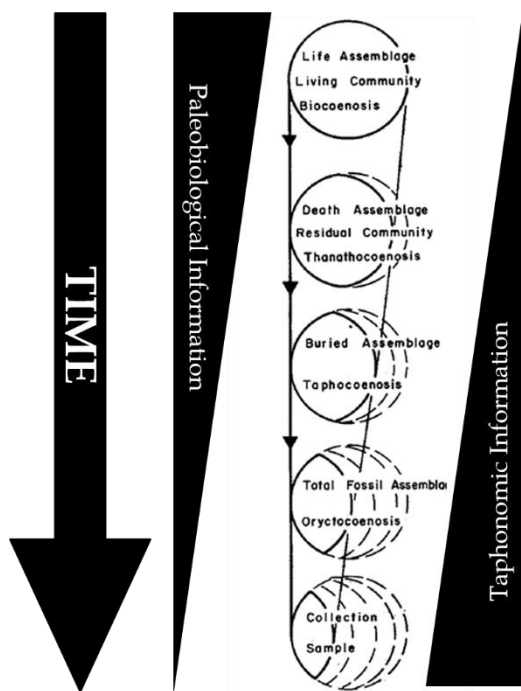 TIME
Paleobiological Information
Life Assemblage
Living Community
Biocoenosis
Death Assemblage
Residual Community
Thanathocoenosis
Buried Assemblage
Taphocoenosis
Total Fossil Assembla
Oryctocoenosis
Collection
Sample
Taphonomic Information